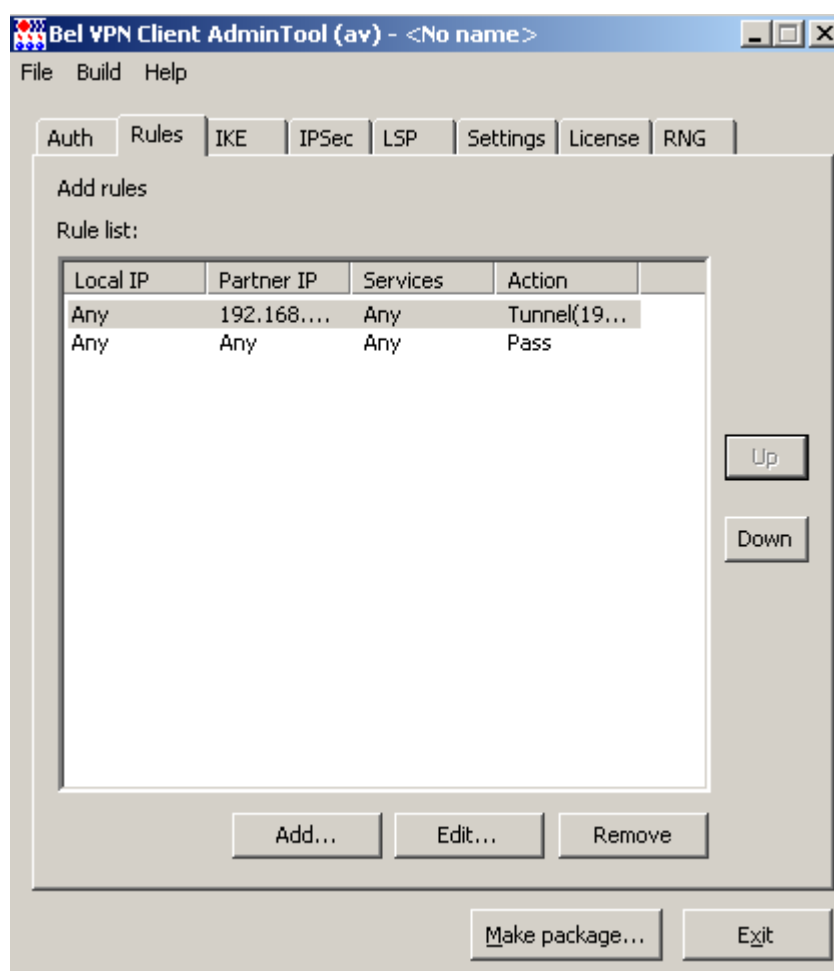 Bel VPN Client AdminTool (av) - <No name>
File Build Help
Auth Rules IKE IPSec LSP Settings License RNG
Add rules
Rule list:
Local IP Partner IP Services Action
Any 192.168.... Any Tunnel(19...
Any Any Any Pass
Up
Down
Add... Edit... Remove
Make package... Exit